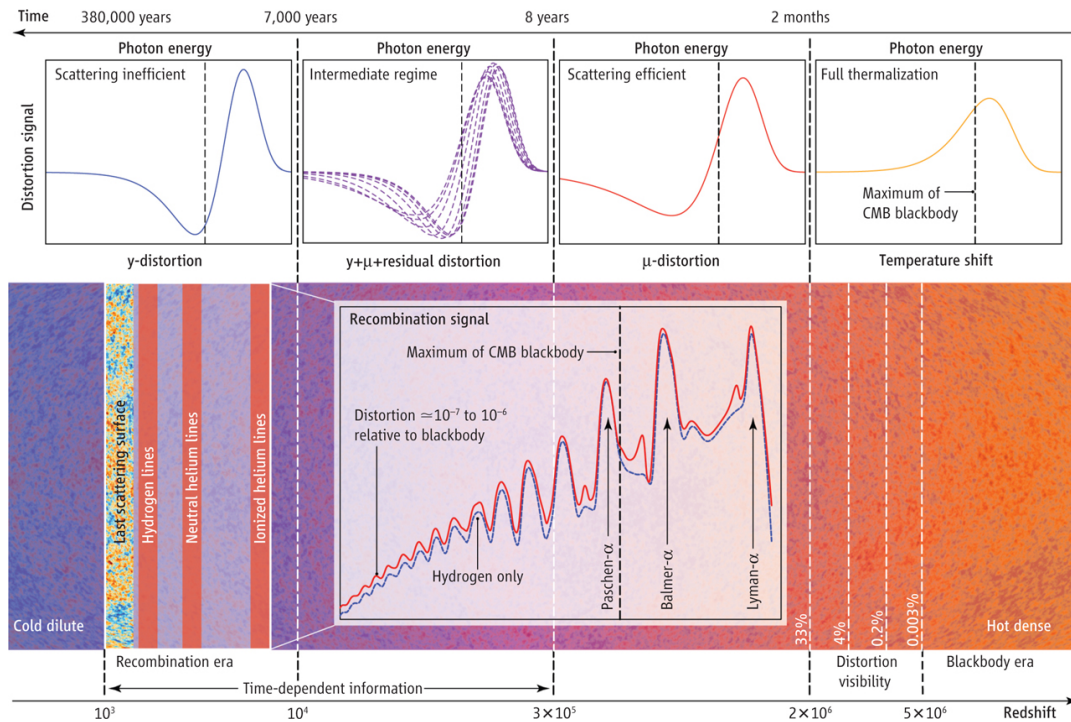 Time
380,000 years
7,000 years
8 years
2 months
Photon energy
Photon energy
Photon energy
Photon energy
Distortion signal
Scattering inefficient
Intermediate regime
Scattering efficient
Full thermalization
Maximum of
CMB blackbody
y-distortion
y+μ+residual distortion
μ-distortion
Temperature shift
Last scattering surface
Hydrogen lines
Neutral helium lines
Ionized helium lines
Recombination signal
Maximum of CMB blackbody
Distortion ≃10⁻⁷ to 10⁻⁶
relative to blackbody
Hydrogen only
Paschen-α
Balmer-α
Lyman-α
33%
4%
0.2%
0.003%
Cold dilute
Hot dense
Recombination era
Distortion
visibility
Blackbody era
Time-dependent information
10³
10⁴
3×10⁵
2×10⁶
5×10⁶
Redshift